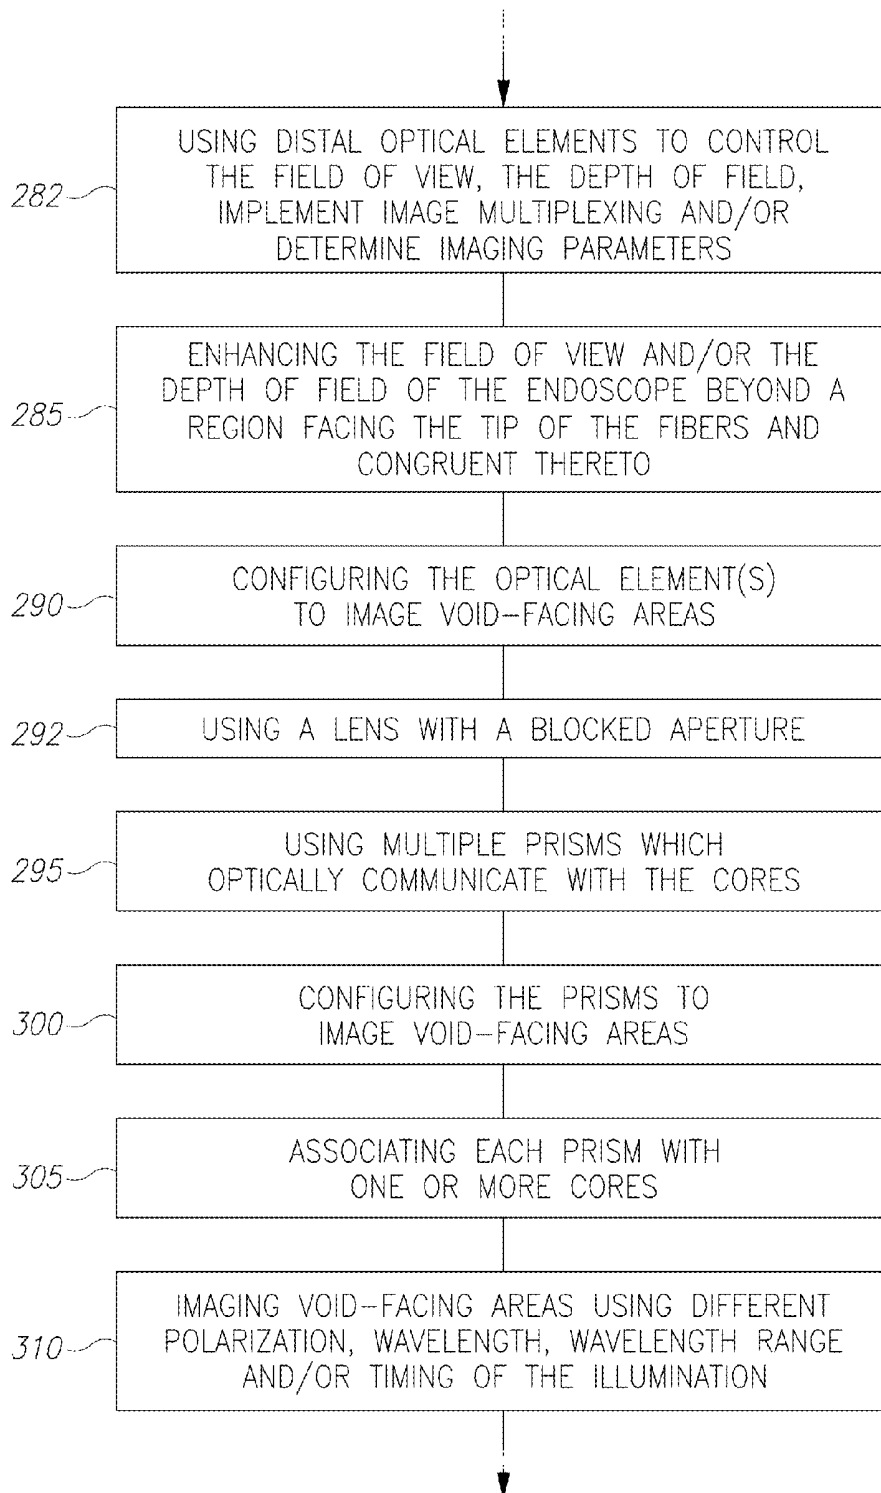 282
USING DISTAL OPTICAL ELEMENTS TO CONTROL
THE FIELD OF VIEW, THE DEPTH OF FIELD,
IMPLEMENT IMAGE MULTIPLEXING AND/OR
DETERMINE IMAGING PARAMETERS
285
ENHANCING THE FIELD OF VIEW AND/OR THE
DEPTH OF FIELD OF THE ENDOSCOPE BEYOND A
REGION FACING THE TIP OF THE FIBERS AND
CONGRUENT THERETO
290
CONFIGURING THE OPTICAL ELEMENT(S)
TO IMAGE VOID-FACING AREAS
292
USING A LENS WITH A BLOCKED APERTURE
295
USING MULTIPLE PRISMS WHICH
OPTICALLY COMMUNICATE WITH THE CORES
300
CONFIGURING THE PRISMS TO
IMAGE VOID-FACING AREAS
305
ASSOCIATING EACH PRISM WITH
ONE OR MORE CORES
310
IMAGING VOID-FACING AREAS USING DIFFERENT
POLARIZATION, WAVELENGTH, WAVELENGTH RANGE
AND/OR TIMING OF THE ILLUMINATION